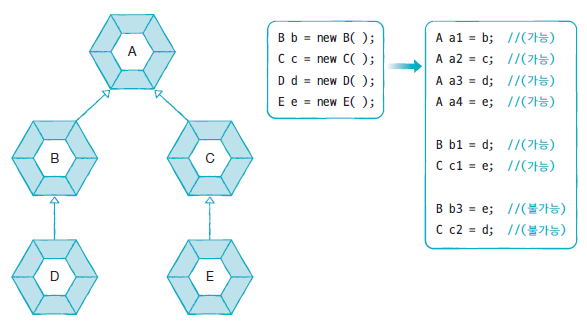 A
B
C
D
E
B b = new B( );
C c = new C( );
D d = new D( );
E e = new E( );
A a1 = b; //(가능)
A a2 = c; //(가능)
A a3 = d; //(가능)
A a4 = e; //(가능)
B b1 = d; //(가능)
C c1 = e; //(가능)
B b3 = e; //(불가능)
C c2 = d; //(불가능)